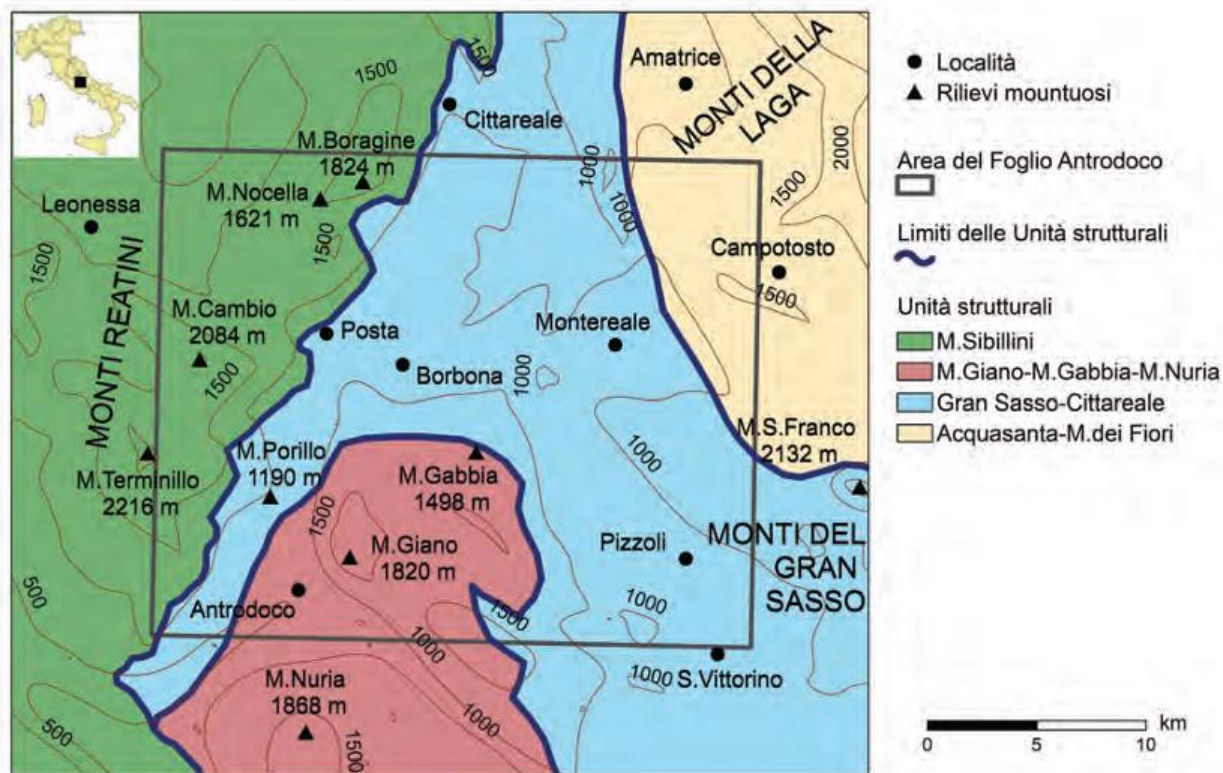 1500
1500
Amatrice
MONTI DELLA
LAGA
Cittareale
M.Boragine
1824 m
1000
2000
M.Nocella
1621 m
Leonessa
1000
1500
1500
1500
Campotosto
1500
MONTI REATINI
M.Cambio
2084 m
Posta
Montereale
1500
Borbona
1000
M.S.Franco
2132 m
M.Terminillo
2216 m
M.Porillo
1190 m
M.Gabbia
1498 m
1000
1500
M.Giano
1820 m
Pizzoli
MONTI DEL
GRAN
SASSO
500
Antrodoco
1500
1000
1000
M.Nuria
1868 m
1000
S.Vittorino
500
1000
1500
Località
Rilievi mountuosi
Area del Foglio Antrodoco
Limiti delle Unità strutturali
Unità strutturali
M.Sibillini
M.Giano-M.Gabbia-M.Nuria
Gran Sasso-Cittareale
Acquasanta-M.dei Fiori
km
0 5 10